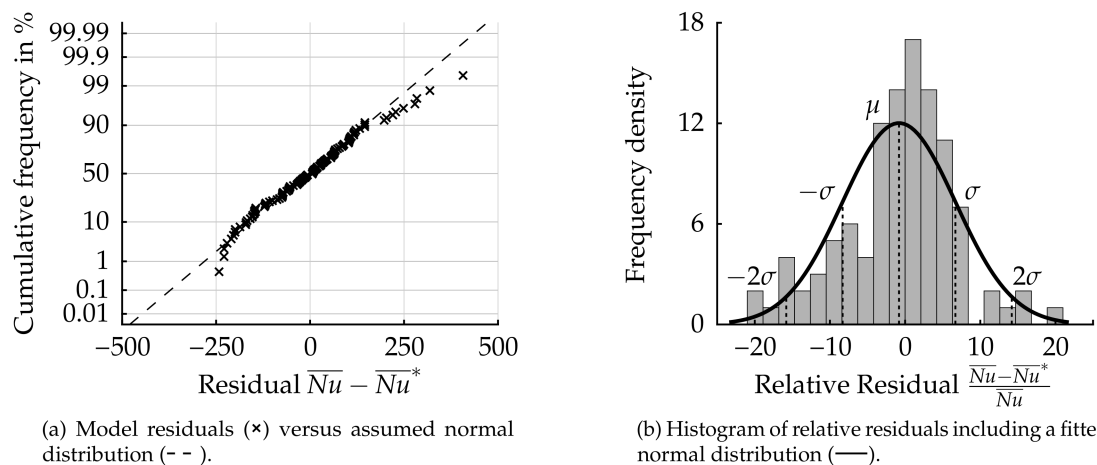 Cumulative frequency in %
99.99
99.9
99
90
50
10
1
0.1
0.01
−500
−250
0
250
500
Residual Nu − Nu*
(a) Model residuals (×) versus assumed normal
distribution (- - ).
Frequency density
18
12
6
0
μ
−σ
σ
−2σ
2σ
−20
−10
0
10
20
Relative Residual Nu−Nu* / Nu
(b) Histogram of relative residuals including a fitte
normal distribution (—).